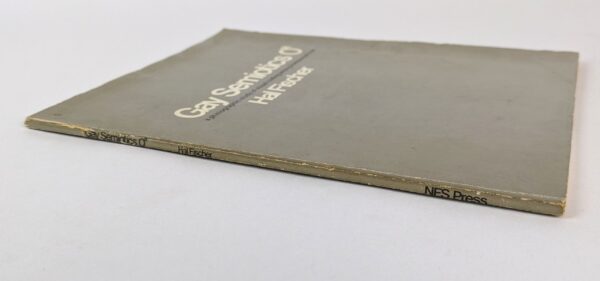 Gay Semiotics
Hal Fischer
Gay Semiotics
Hal Fischer
NFS Press